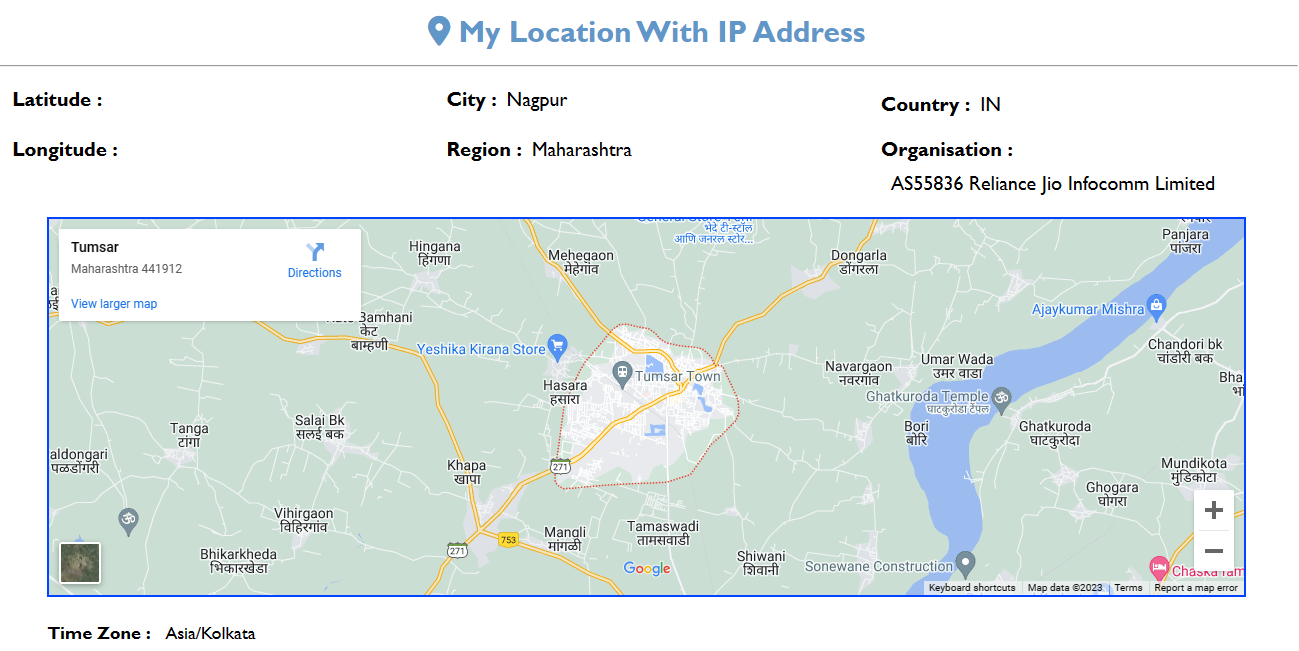 My Location With IP Address
Latitude :
City : Nagpur
Country : IN
Longitude :
Region : Maharashtra
Organisation :
AS55836 Reliance Jio Infocomm Limited
Tumsar
Maharashtra 441912
Directions
View larger map
Hingana
हिंगणा
Mehegaon
मेहेगाव
भेदे टी-स्टॉल
आणि जनरल स्टोर...
Dongarla
डोंगरला
Panjara
पांजरा
Bamhani
केट
बाम्हणी
Yeshika Kirana Store
Ajaykumar Mishra
Chandori bk
चांडोरी बक
Hasara
हसारा
Tumsar Town
Navargaon
नवरगांव
Umar Wada
उमर वाडा
Ghatkuroda Temple
घाटकुरोडा टेंपल
Bori
बोरि
Ghatkuroda
घाटकुरोदा
Salai Bk
सलई बक
Tanga
टांगा
aldongari
पळडोंगरी
Khapa
खापा
271
Mundikota
मुंडिकोटा
Ghogara
घोगरा
Vihirgaon
विहिरगांव
Bhikarkheda
भिकारखेडा
271
753
Mangli
मांगळी
Tamaswadi
तामसवाडी
Shiwani
शिवानी
Sonewane Construction
Google
Keyboard shortcuts
Map data ©2023
Terms
Report a map error
Time Zone : Asia/Kolkata